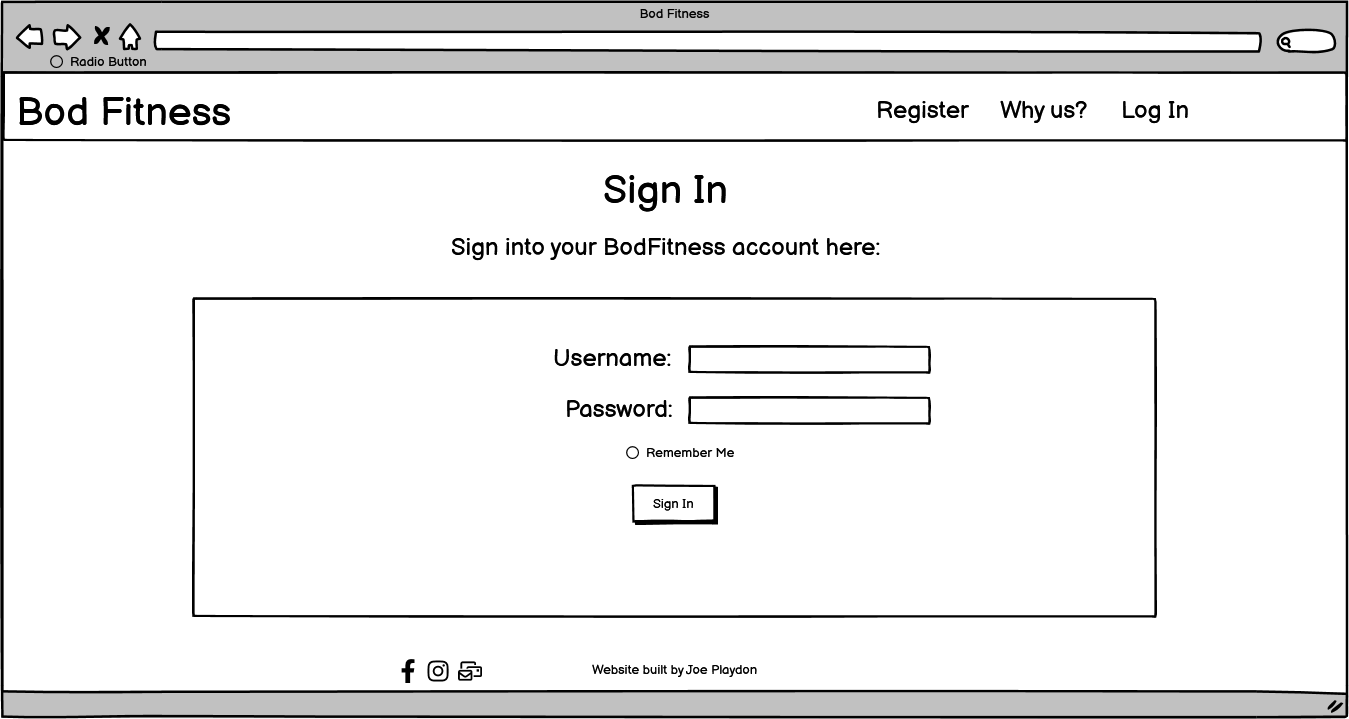 Bod Fitness
Radio Button
Bod Fitness
Register Why us? Log In
Sign In
Sign into your BodFitness account here:
Username:
Password:
Remember Me
Sign In
Website built by Joe Playdon